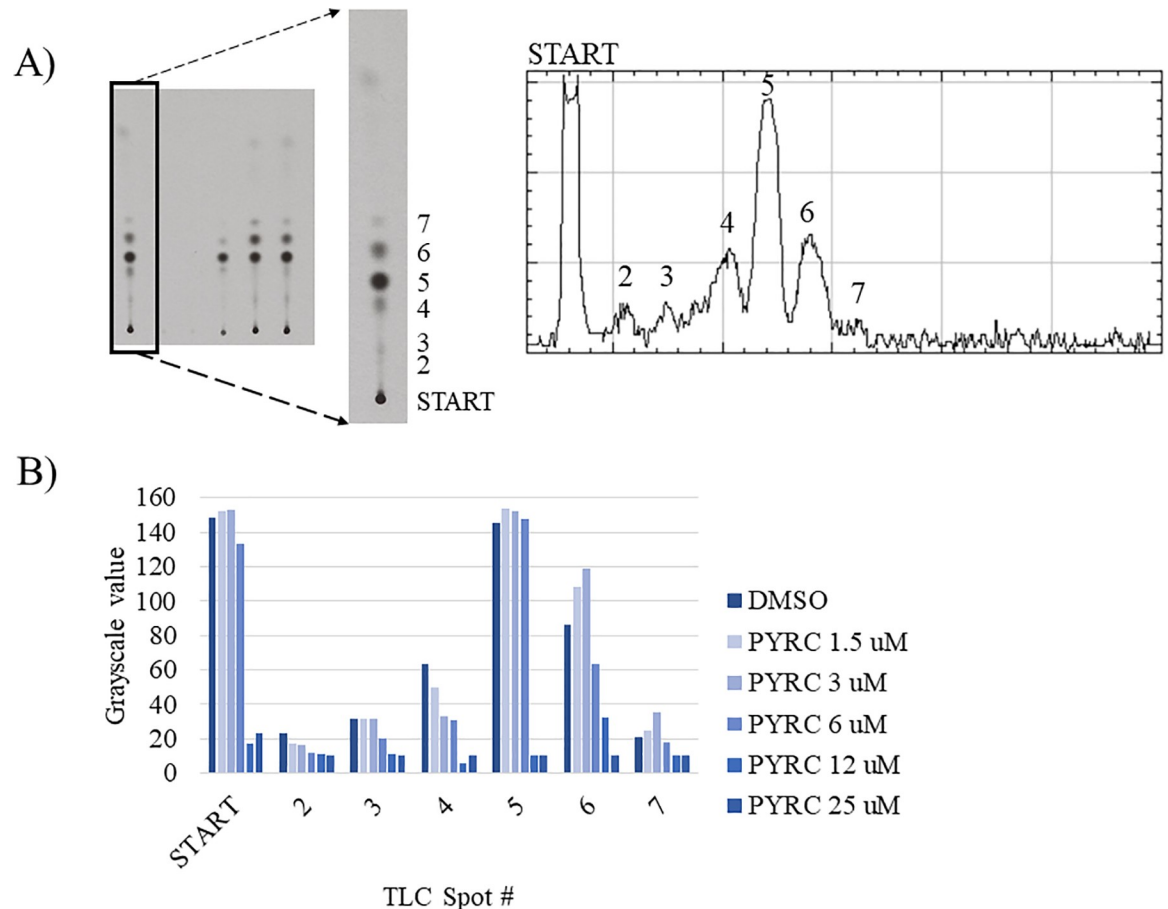 A)
7
6
5
4
3
2
START
START
5
4
6
2
3
7
B)
Grayscale value
160
140
120
100
80
60
40
20
0
START
2
3
4
5
6
7
TLC Spot #
DMSO
PYRC 1.5 uM
PYRC 3 uM
PYRC 6 uM
PYRC 12 uM
PYRC 25 uM